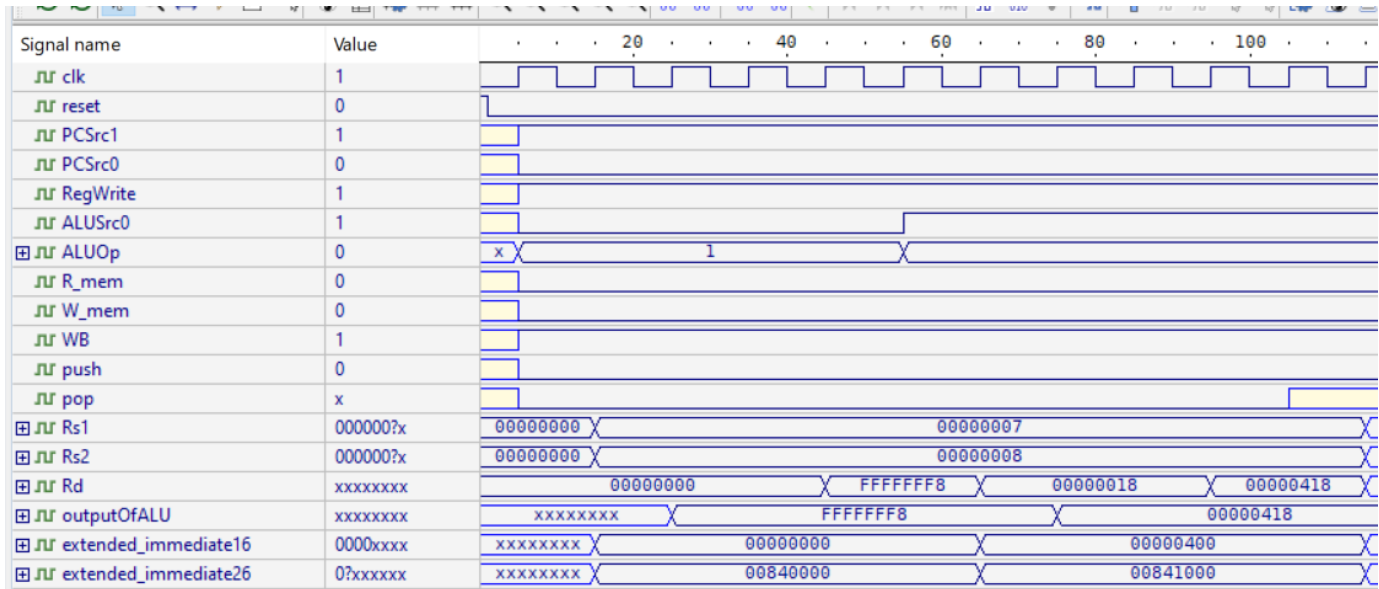 Signal name Value 20 40 60 80 100
clk 1
reset 0
PCSrc1 1
PCSrc0 0
RegWrite 1
ALUSrc0 1
ALUOp 0 x 1
R_mem 0
W_mem 0
WB 1
push 0
pop x
Rs1 000000?x 00000000 00000007
Rs2 000000?x 00000000 00000008
Rd xxxxxxxx 00000000 FFFFFFF8 00000018 00000418
outputOfALU xxxxxxxx xxxxxxxx FFFFFFF8 00000418
extended_immediate16 0000xxxx xxxxxxxx 00000000 00000400
extended_immediate26 0?xxxxxx xxxxxxxx 00840000 00841000